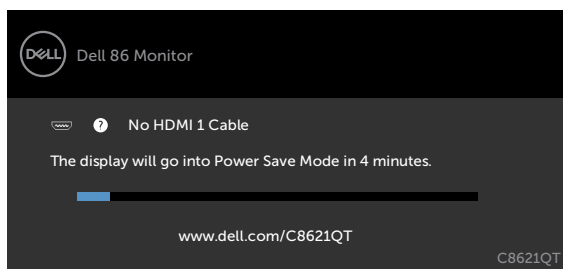 DELL
Dell 86 Monitor
? No HDMI 1 Cable
The display will go into Power Save Mode in 4 minutes.
www.dell.com/C8621QT
C8621QT